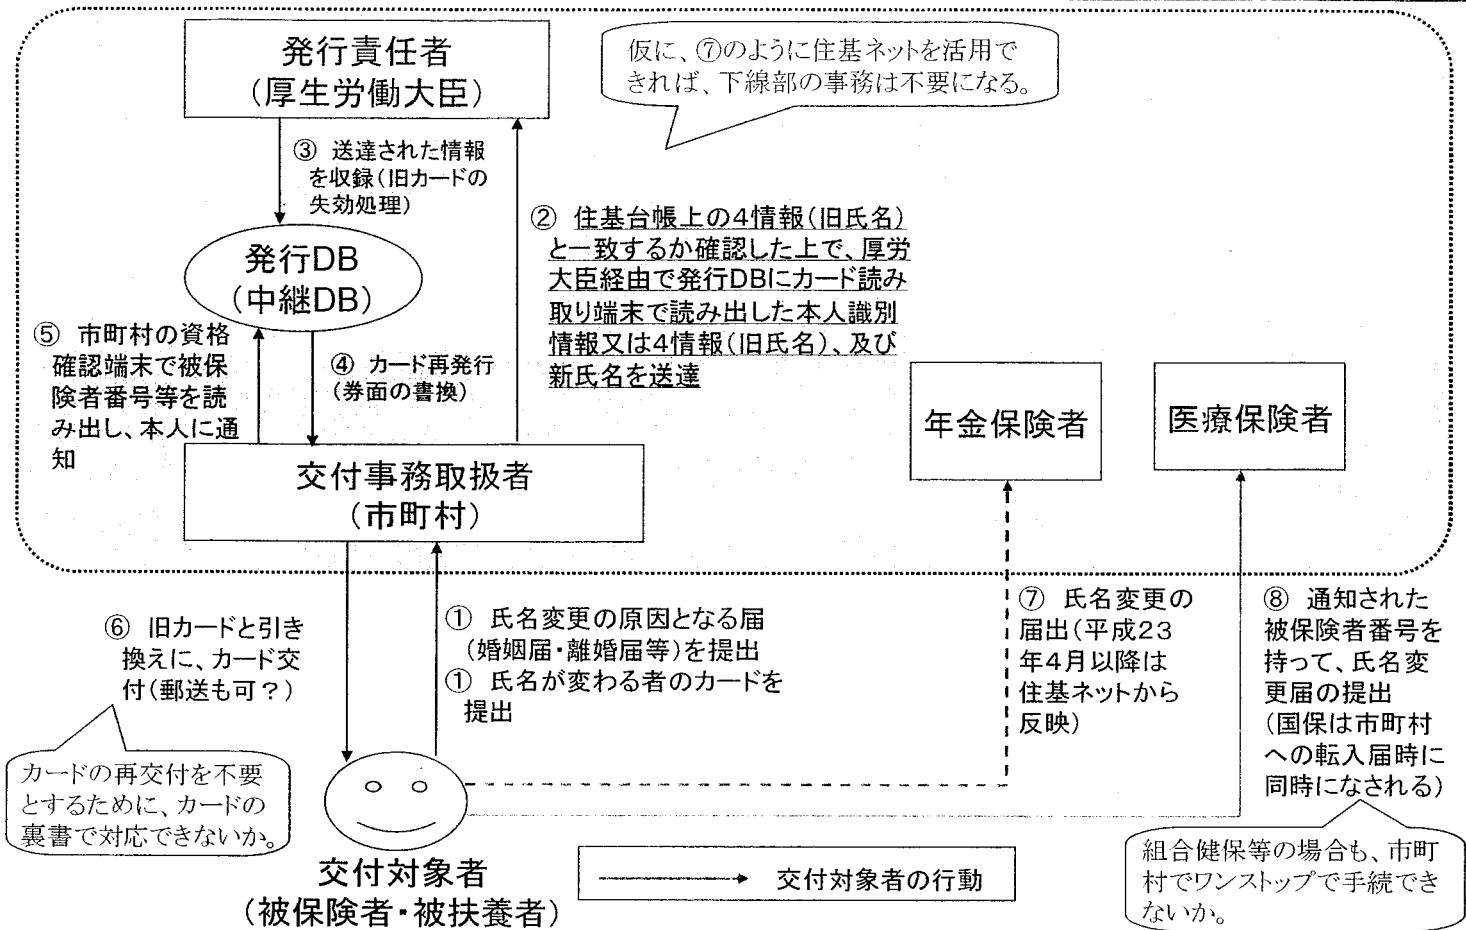 発行責任者
(厚生労働大臣)
仮に、⑦のように住基ネットを活用で
きれば、下線部の事務は不要になる。
③ 送達された情報
を収録(旧カードの
失効処理)
② 住基台帳上の4情報(旧氏名)
と一致するか確認した上で、厚労
大臣経由で発行DBにカード読み
取り端末で読み出した本人識別
情報又は4情報(旧氏名)、及び
新氏名を送達
発行DB
(中継DB)
⑤ 市町村の資格
確認端末で被保
険者番号等を読
み出し、本人に通
知
④ カード再発行
(券面の書換)
年金保険者
医療保険者
交付事務取扱者
(市町村)
⑥ 旧カードと引き
換えに、カード交
付(郵送も可?)
① 氏名変更の原因となる届
(婚姻届・離婚届等)を提出
① 氏名が変わる者のカードを
提出
⑦ 氏名変更の
届出(平成23
年4月以降は
住基ネットから
反映)
⑧ 通知された
被保険者番号を
持って、氏名変
更届の提出
(国保は市町村
への転入届時に
同時になされる)
カードの再交付を不要
とするために、カードの
裏書で対応できないか。
交付対象者
(被保険者・被扶養者)
交付対象者の行動
組合健保等の場合も、市町
村でワンストップで手続でき
ないか。